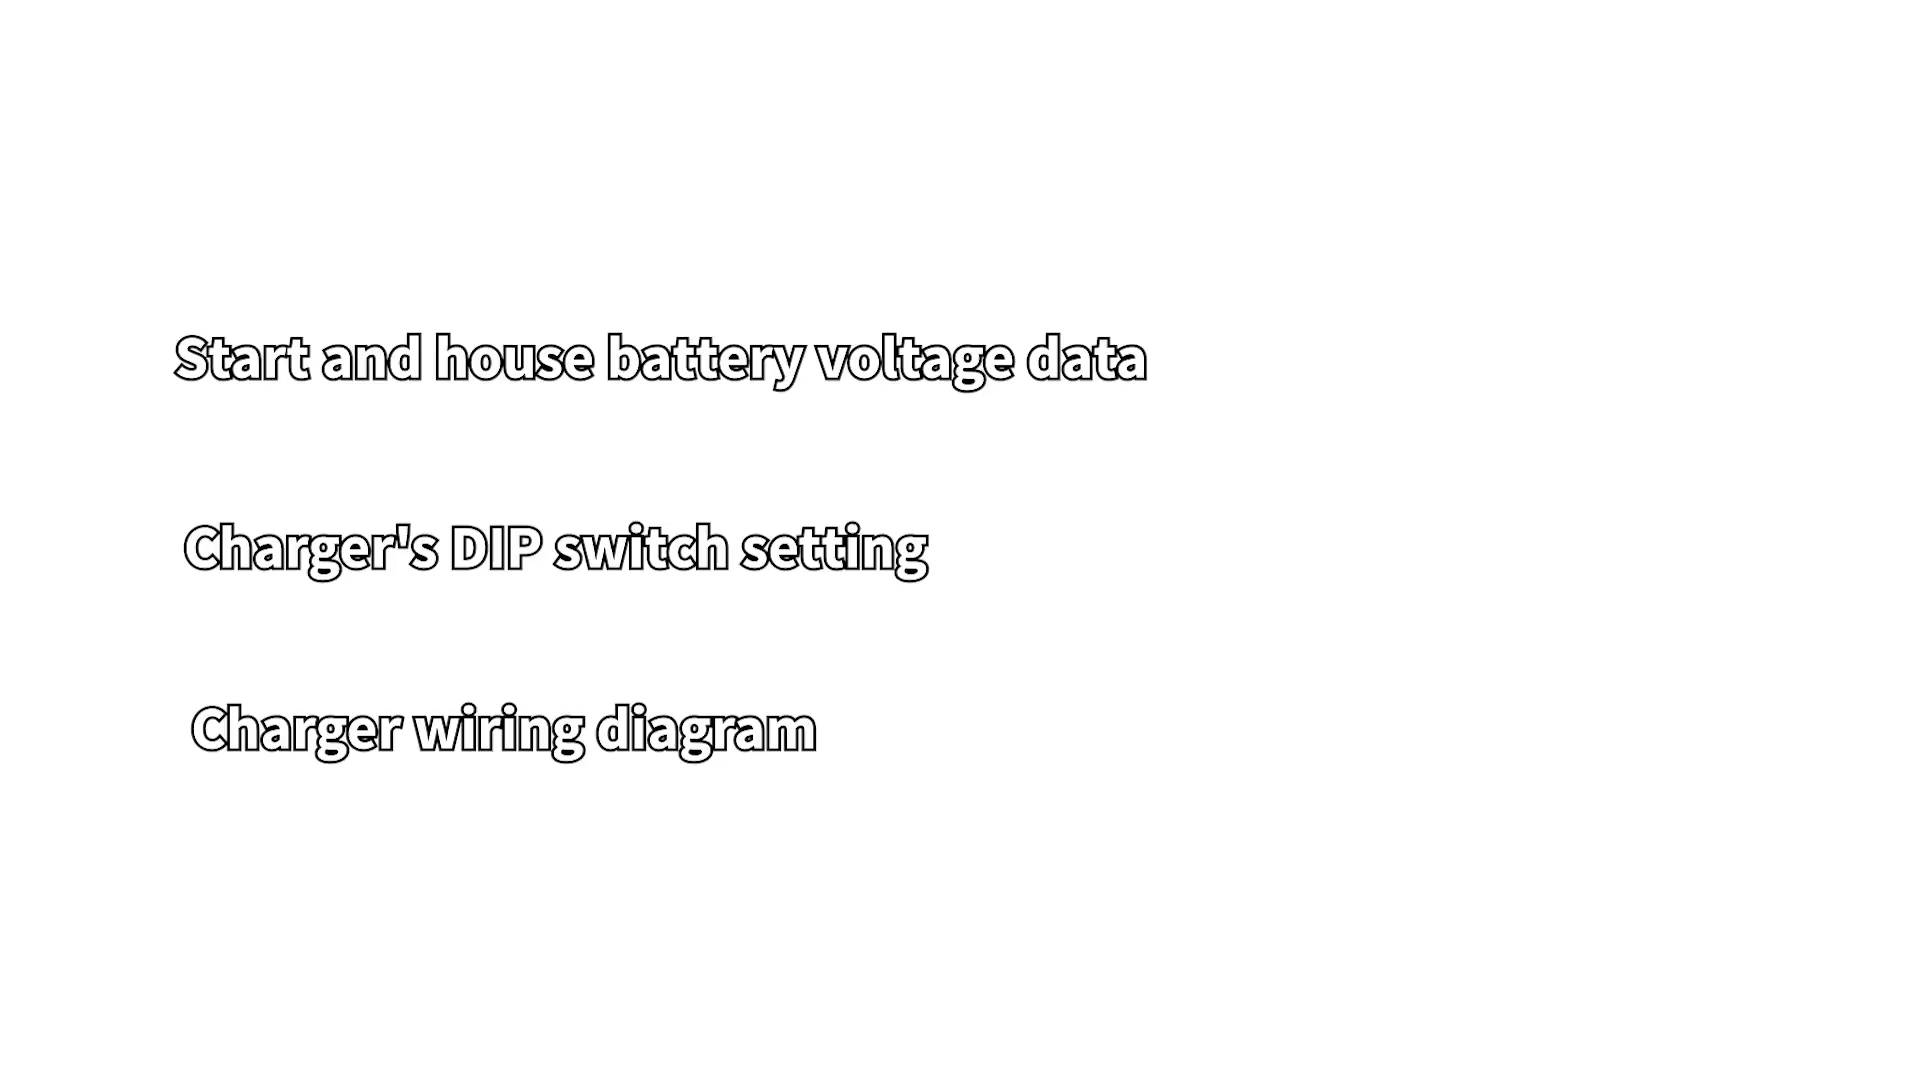 Start and house battery voltage data
Charger's DIP switch setting
Charger wiring diagram